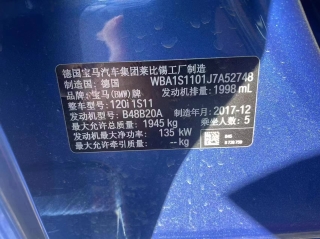 德国宝马汽车集团莱比锡工厂制造
制造国: 德国 WBA1S1101J7A52748
品牌: 宝马(BMW)牌 发动机排量: 1998 mL
整车型号: 120i 1S11
发动机型号: B48B20A 制造年月: 2017-12
最大允许总质量: 1945 kg 乘坐人数: 5
最大净功率: 135 kW
最大允许牵引质量: -- kg